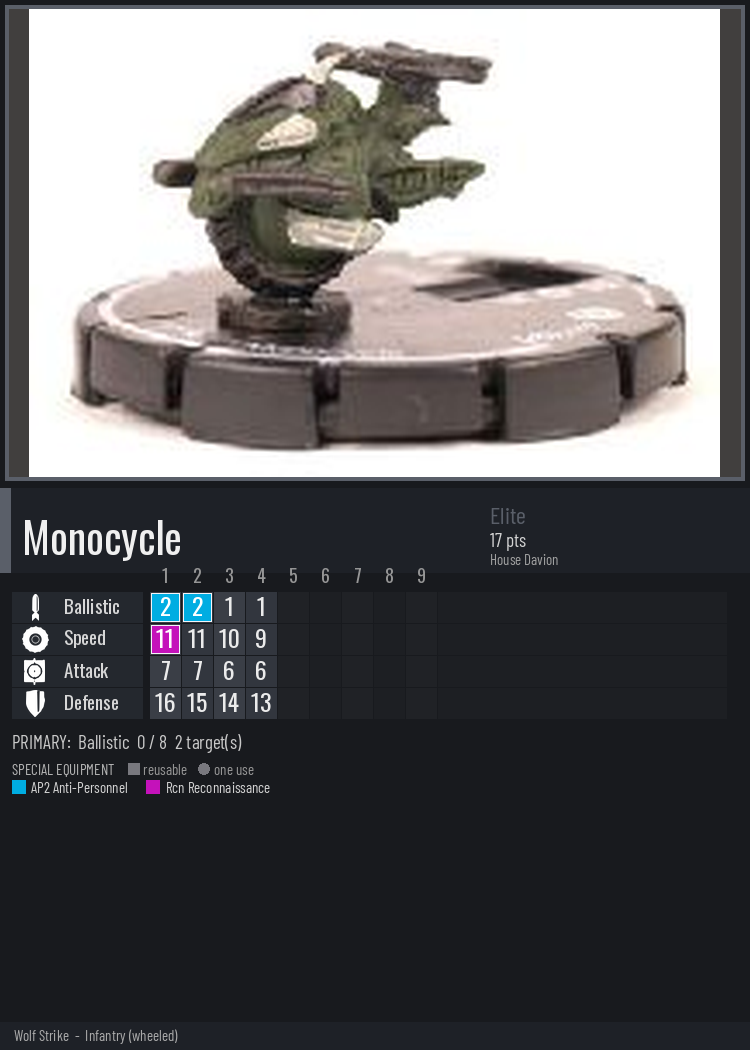 Monocycle
Elite
17 pts
House Davion
1 2 3 4 5 6 7 8 9
Ballistic 2 2 1 1
Speed 11 11 10 9
Attack 7 7 6 6
Defense 16 15 14 13
PRIMARY: Ballistic 0 / 8 2 target(s)
SPECIAL EQUIPMENT reusable one use
AP2 Anti-Personnel Rcn Reconnaissance
Wolf Strike - Infantry (wheeled)